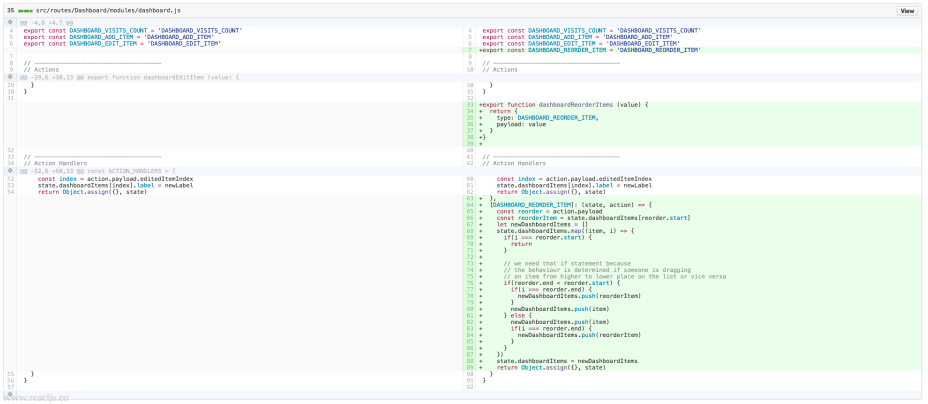 35 src/routes/Dashboard/modules/dashboard.js View
@@ -4,6 +4,7 @@
4 export const DASHBOARD_VISITS_COUNT = 'DASHBOARD_VISITS_COUNT' 4 export const DASHBOARD_VISITS_COUNT = 'DASHBOARD_VISITS_COUNT'
5 export const DASHBOARD_ADD_ITEM = 'DASHBOARD_ADD_ITEM' 5 export const DASHBOARD_ADD_ITEM = 'DASHBOARD_ADD_ITEM'
6 export const DASHBOARD_EDIT_ITEM = 'DASHBOARD_EDIT_ITEM' 6 export const DASHBOARD_EDIT_ITEM = 'DASHBOARD_EDIT_ITEM'
7 +export const DASHBOARD_REORDER_ITEM = 'DASHBOARD_REORDER_ITEM'
7 8
8 // ------------------------------------ 9 // ------------------------------------
9 // Actions 10 // Actions
@@ -29,6 +30,13 @@ export function dashboardEditItem (value) {
29 } 30 }
30 } 31 }
31 32
33 +export function dashboardReorderItems (value) {
34 + return {
35 + type: DASHBOARD_REORDER_ITEM,
36 + payload: value
37 + }
38 +}
39 +
32 40
33 // ------------------------------------ 41 // ------------------------------------
34 // Action Handlers 42 // Action Handlers
@@ -52,6 +60,33 @@ const ACTION_HANDLERS = {
52 const index = action.payload.editedItemIndex 60 const index = action.payload.editedItemIndex
53 state.dashboardItems[index].label = newLabel 61 state.dashboardItems[index].label = newLabel
54 return Object.assign({}, state) 62 return Object.assign({}, state)
63 + },
64 + [DASHBOARD_REORDER_ITEM]: (state, action) => {
65 + const reorder = action.payload
66 + const reorderItem = state.dashboardItems[reorder.start]
67 + let newDashboardItems = []
68 + state.dashboardItems.map((item, i) => {
69 + if(i === reorder.start) {
70 + return
71 + }
72 +
73 + // we need that if statement because
74 + // the behaviour is determined if someone is dragging
75 + // an item from higher to lower place on the list or vice verse
76 + if(reorder.end < reorder.start) {
77 + if(i === reorder.end) {
78 + newDashboardItems.push(reorderItem)
79 + }
80 + newDashboardItems.push(item)
81 + } else {
82 + newDashboardItems.push(item)
83 + if(i === reorder.end) {
84 + newDashboardItems.push(reorderItem)
85 + }
86 + }
87 + })
88 + state.dashboardItems = newDashboardItems
89 + return Object.assign({}, state)
55 } 90 }
56 } 91 }
57 92
www.reactjs.co